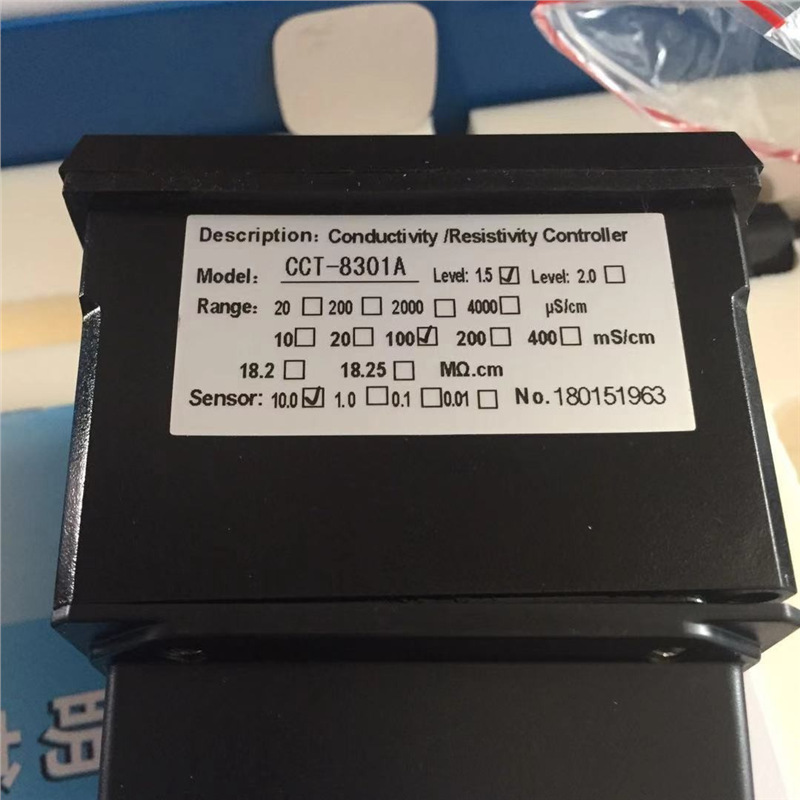 Description: Conductivity /Resistivity Controller
Model: CCT-8301A Level: 1.5 ☑ Level: 2.0 ☐
Range: 20 ☐ 200 ☐ 2000 ☐ 4000 ☐ µS/cm
10 ☐ 20 ☐ 100 ☑ 200 ☐ 400 ☐ mS/cm
18.2 ☐ 18.25 ☐ MΩ.cm
Sensor: 10.0 ☑ 1.0 ☐ 0.1 ☐ 0.01 ☐ No. 180151963
明